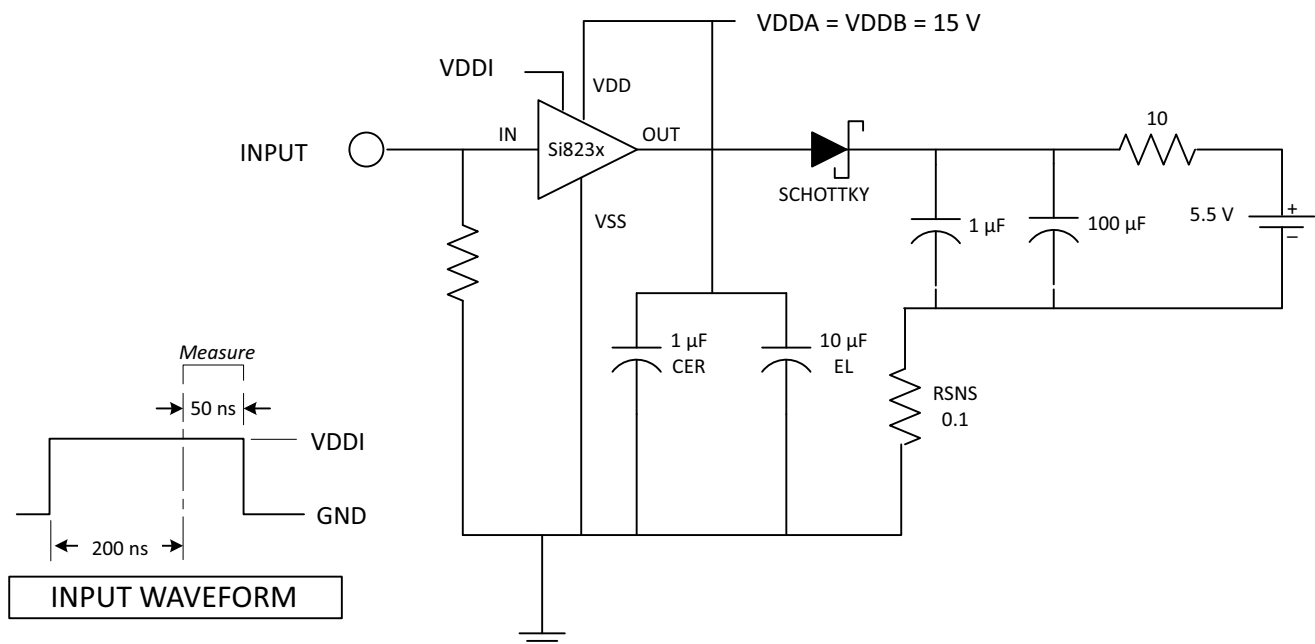 VDDA = VDDB = 15 V
VDDI
VDD
10
INPUT
IN
Si823x
OUT
SCHOTTKY
VSS
1 µF
100 µF
5.5 V
+
–
Measure
1 µF
CER
10 µF
EL
50 ns
RSNS
0.1
VDDI
GND
200 ns
INPUT WAVEFORM